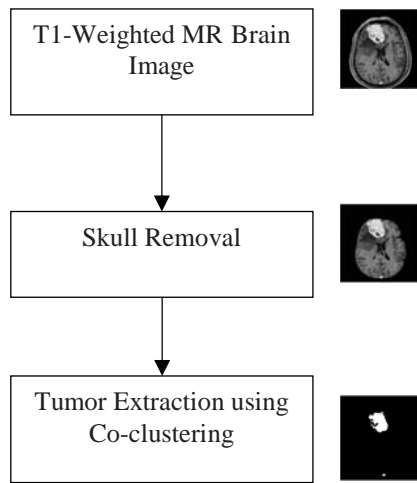 T1-Weighted MR Brain
Image
Skull Removal
Tumor Extraction using
Co-clustering